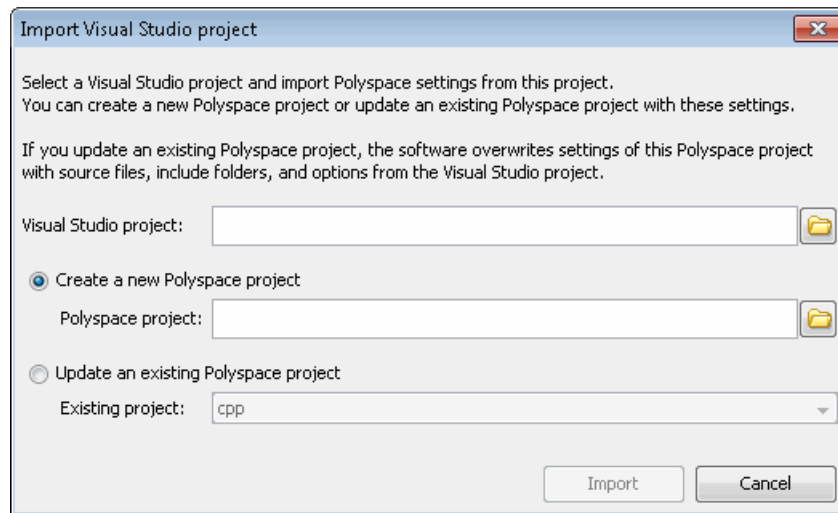 Import Visual Studio project
Select a Visual Studio project and import Polyspace settings from this project.
You can create a new Polyspace project or update an existing Polyspace project with these settings.
If you update an existing Polyspace project, the software overwrites settings of this Polyspace project
with source files, include folders, and options from the Visual Studio project.
Visual Studio project:
Create a new Polyspace project
Polyspace project:
Update an existing Polyspace project
Existing project: cpp
Import Cancel